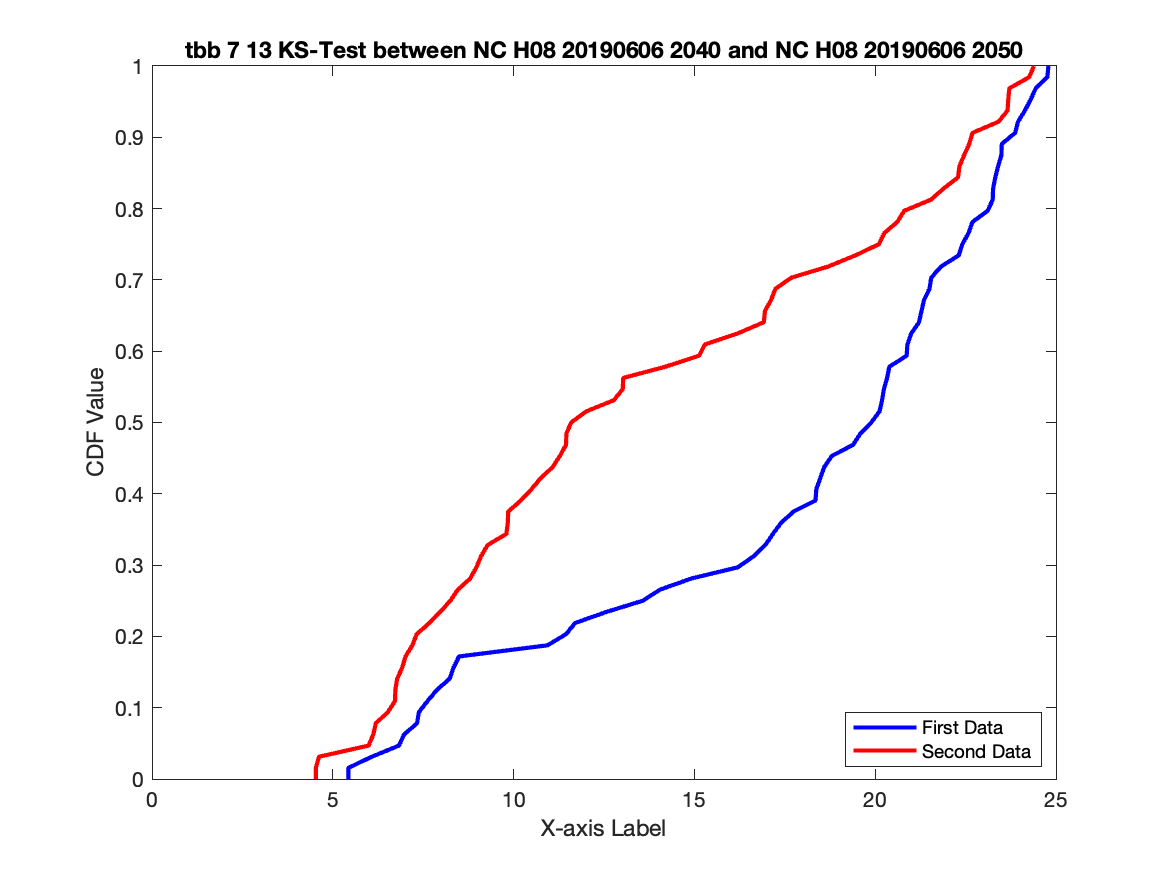 tbb 7 13 KS-Test between NC H08 20190606 2040 and NC H08 20190606 2050
1
0.9
0.8
0.7
0.6
0.5
0.4
0.3
0.2
0.1
0
CDF Value
First Data
Second Data
0 5 10 15 20 25
X-axis Label